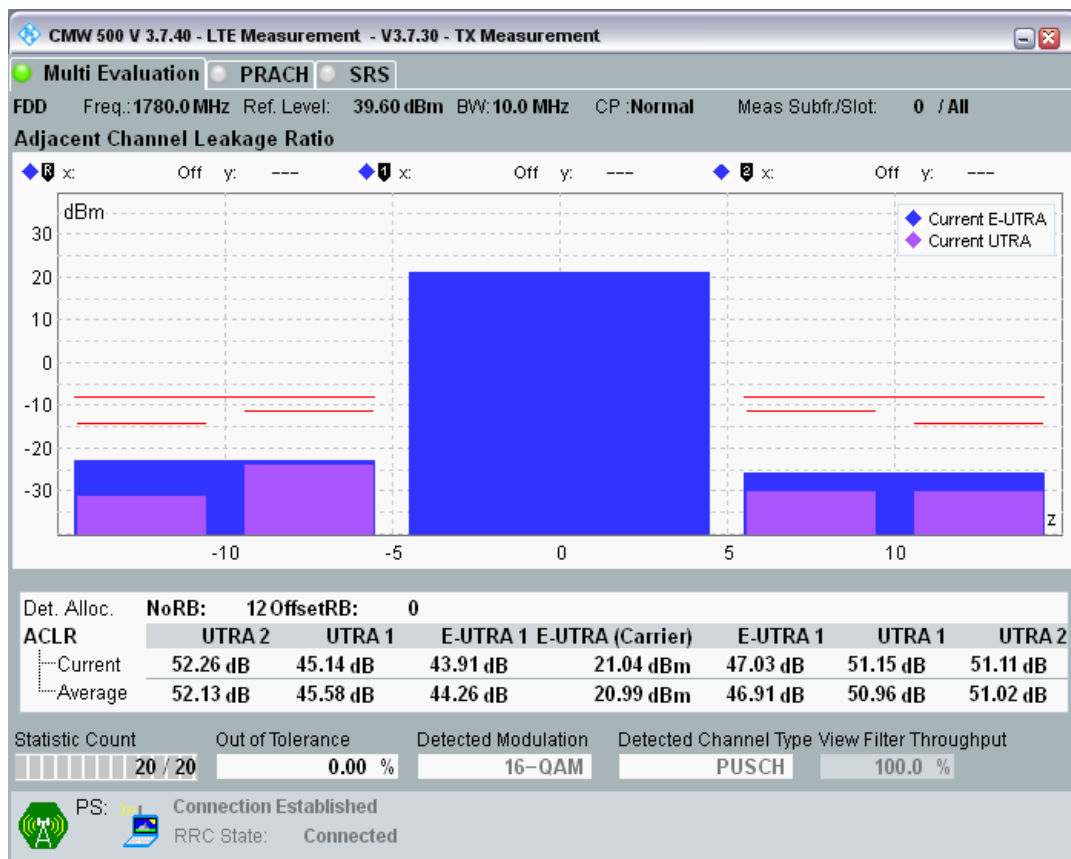 CMW 500 V 3.7.40 - LTE Measurement - V3.7.30 - TX Measurement
Multi Evaluation PRACH SRS
FDD Freq.:1780.0 MHz Ref. Level: 39.60 dBm BW:10.0 MHz CP :Normal Meas Subfr./Slot: 0 / All
Adjacent Channel Leakage Ratio
R x: Off y: --- 1 x: Off y: --- 2 x: Off y: ---
dBm
Current E-UTRA
Current UTRA
30
20
10
0
-10
-20
-30
z
-10 -5 0 5 10
Det. Alloc. NoRB: 12 OffsetRB: 0
ACLR UTRA 2 UTRA 1 E-UTRA 1 E-UTRA (Carrier) E-UTRA 1 UTRA 1 UTRA 2
Current 52.26 dB 45.14 dB 43.91 dB 21.04 dBm 47.03 dB 51.15 dB 51.11 dB
Average 52.13 dB 45.58 dB 44.26 dB 20.99 dBm 46.91 dB 50.96 dB 51.02 dB
Statistic Count Out of Tolerance Detected Modulation Detected Channel Type View Filter Throughput
20 / 20 0.00 % 16-QAM PUSCH 100.0 %
PS: Connection Established
RRC State: Connected